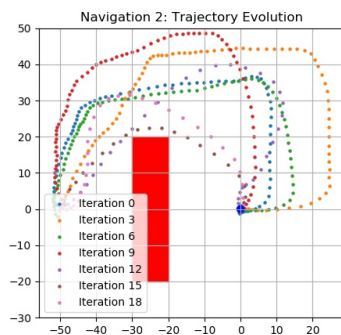 Navigation 2: Trajectory Evolution
50
40
30
20
10
0
−10
−20
−30
Iteration 0
Iteration 3
Iteration 6
Iteration 9
Iteration 12
Iteration 15
Iteration 18
−50 −40 −30 −20 −10 0 10 20